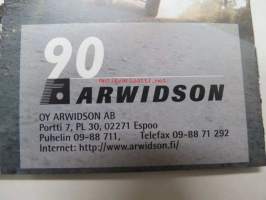 90
ARWIDSON
OY ARWIDSON AB
Portti 7, PL 30, 02271 Espoo
Puhelin 09-88 711, Telefax 09-88 71 292
Internet: http://www.arwidson.fi/